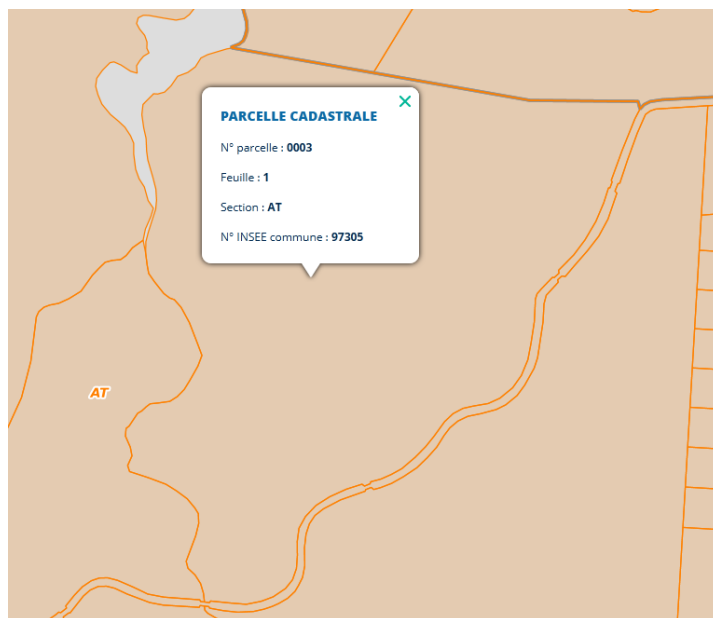 PARCELLE CADASTRALE
N° parcelle : 0003
Feuille : 1
Section : AT
N° INSEE commune : 97305
AT